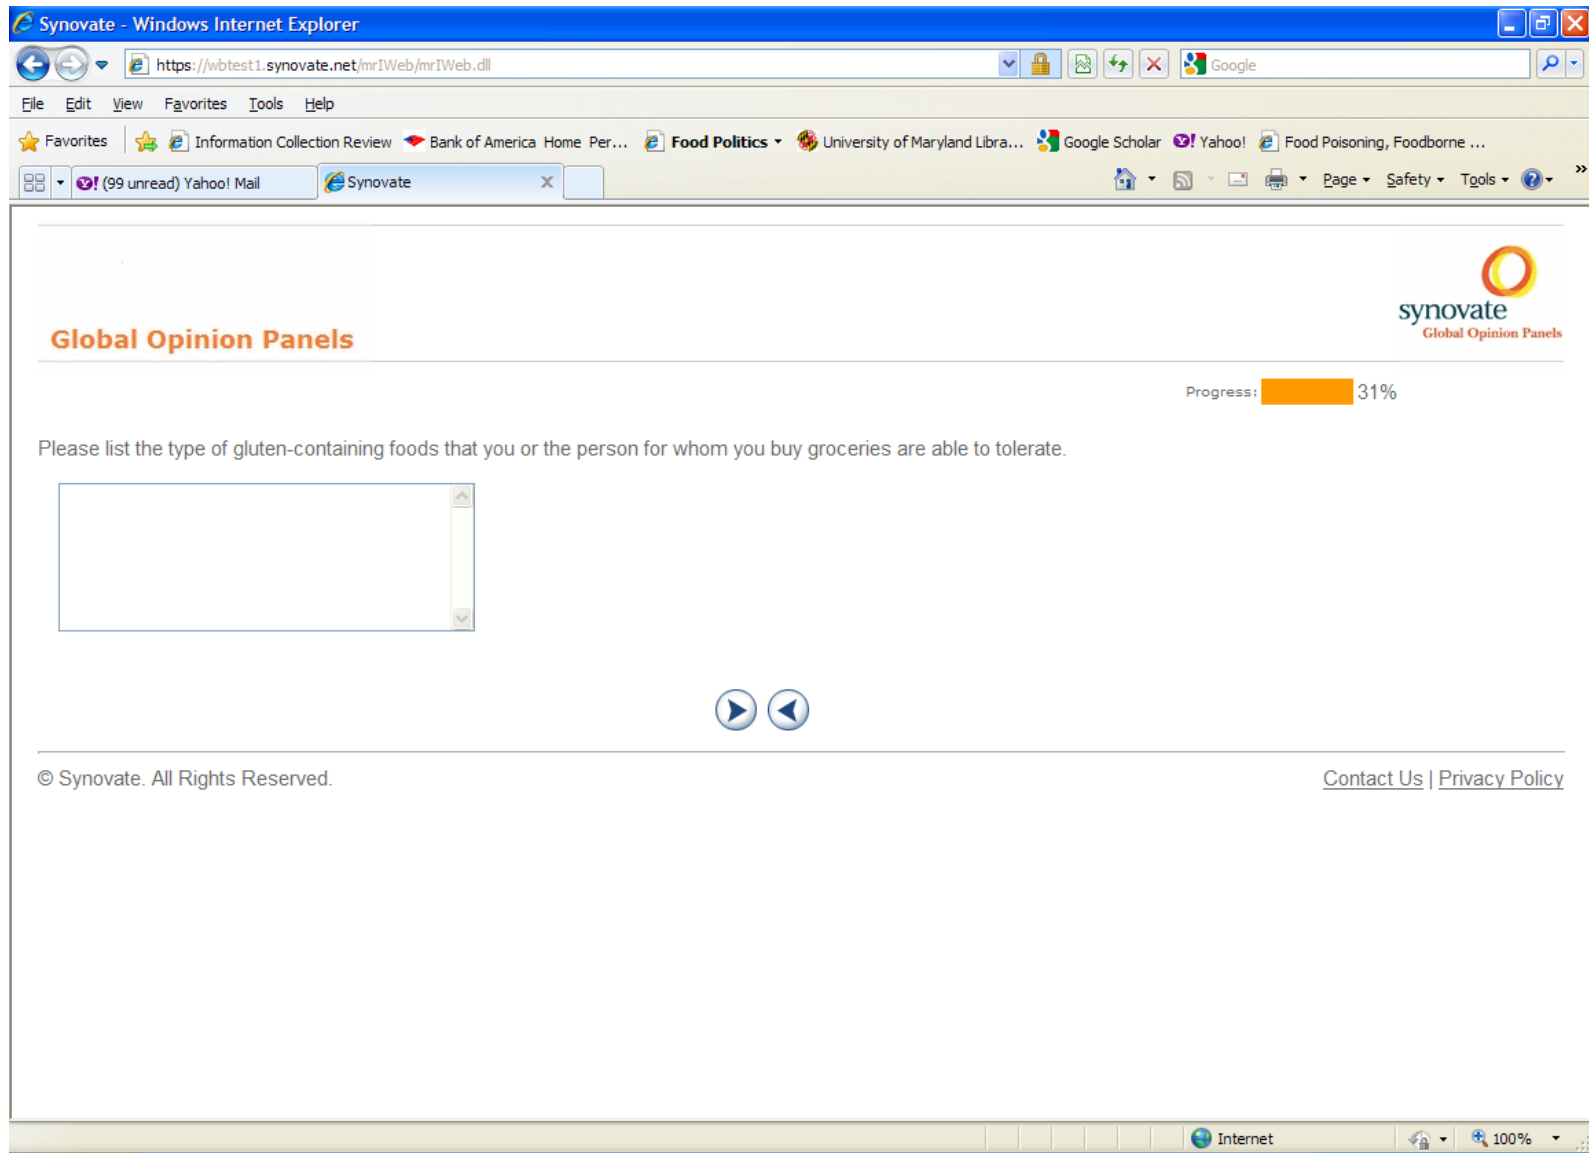 Synovate - Windows Internet Explorer
https://wbtest1.synovate.net/mrIWeb/mrIWeb.dll
Google
File Edit View Favorites Tools Help
Favorites Information Collection Review Bank of America Home Per... Food Politics University of Maryland Libra... Google Scholar Yahoo! Food Poisoning, Foodborne ...
(99 unread) Yahoo! Mail Synovate X Page Safety Tools »
Global Opinion Panels
synovate
Global Opinion Panels
Progress: 31%
Please list the type of gluten-containing foods that you or the person for whom you buy groceries are able to tolerate.
© Synovate. All Rights Reserved. Contact Us | Privacy Policy
Internet 100%